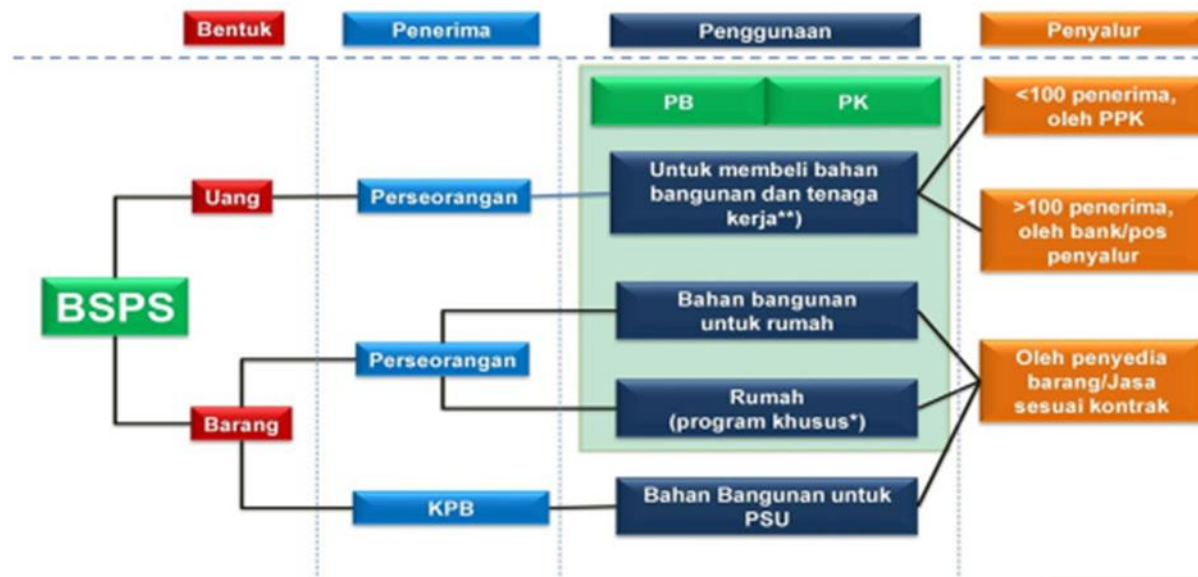 Bentuk
Penerima
Penggunaan
Penyalur
PB
PK
<100 penerima,
oleh PPK
Uang
Perseorangan
Untuk membeli bahan
bangunan dan tenaga
kerja**)
>100 penerima,
oleh bank/pos
penyalur
BSPS
Bahan bangunan
untuk rumah
Perseorangan
Oleh penyedia
barang/Jasa
sesuai kontrak
Barang
Rumah
(program khusus*)
KPB
Bahan Bangunan untuk
PSU